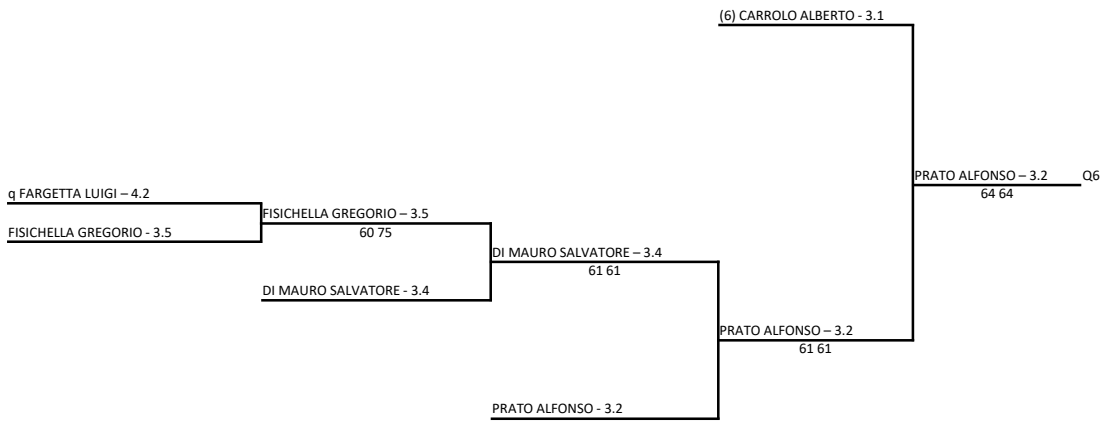 (6) CARROLO ALBERTO - 3.1
PRATO ALFONSO – 3.2 Q6
64 64
q FARGETTA LUIGI – 4.2
FISICHELLA GREGORIO – 3.5
60 75
FISICHELLA GREGORIO - 3.5
DI MAURO SALVATORE – 3.4
61 61
DI MAURO SALVATORE - 3.4
PRATO ALFONSO – 3.2
61 61
PRATO ALFONSO - 3.2